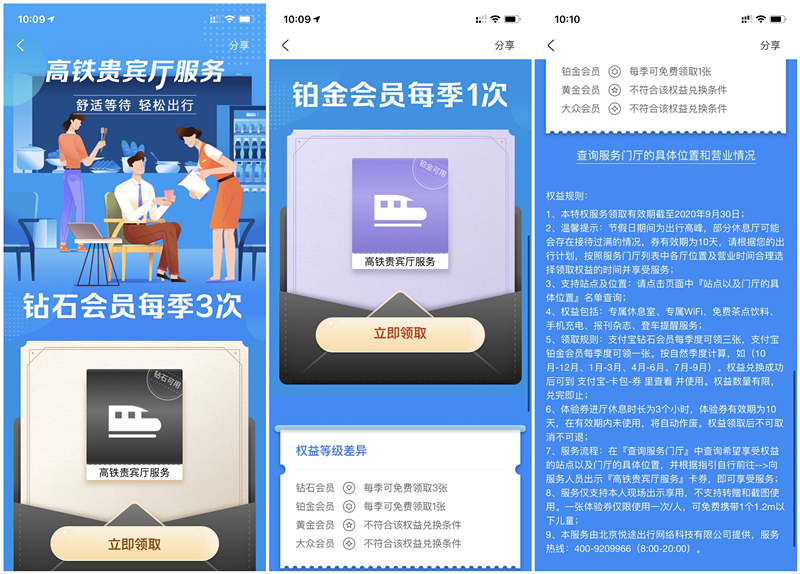 10:09
分享
高铁贵宾厅服务
舒适等待 轻松出行
钻石会员每季3次
钻石可用
高铁贵宾厅服务
立即领取
10:09
分享
铂金会员每季1次
铂金可用
高铁贵宾厅服务
立即领取
权益等级差异
钻石会员 每季可免费领取3张
铂金会员 每季可免费领取1张
黄金会员 不符合该权益兑换条件
大众会员 不符合该权益兑换条件
10:10
分享
铂金会员 每季可免费领取1张
黄金会员 不符合该权益兑换条件
大众会员 不符合该权益兑换条件
查询服务门厅的具体位置和营业情况
权益规则：
1、本特权服务领取有效期截至2020年9月30日；
2、温馨提示：节假日期间为出行高峰，部分休息厅可能
会存在接待过满的情况，券有效期为10天，请根据您的出
行计划，按照服务门厅列表中各厅位置及营业时间合理选
择领取权益的时间并享受服务；
3、支持站点及位置：请点击页面中『站点以及门厅的具
体位置』名单查询；
4、权益包括：专属休息室、专属WiFi、免费茶点饮料、
手机充电、报刊杂志、登车提醒服务；
5、领取规则：支付宝钻石会员每季度可领三张，支付宝
铂金会员每季度可领一张。按自然季度计算，如（10
月-12月、1月-3月、4月-6月、7月-9月）。权益兑换成功
后可到 支付宝-卡包-券 里查看 并使用。权益数量有限，
兑完即止；
6、体验券进厅休息时长为3个小时，体验券有效期为10
天，在有效期内未使用，将自动作废。权益领取后不可取
消不可退；
7、服务流程：在『查询服务门厅』中查询希望享受权益
的站点以及门厅的具体位置，并根据指引自行前往-->向
服务人员出示『高铁贵宾厅服务』卡券，即可享受服务；
8、服务仅支持本人现场出示享用，不支持转赠和截图使
用。一张体验券仅限使用一次/人，可免费携带1个1.2m以
下儿童；
9、本服务由北京悦途出行网络科技有限公司提供，服务
热线：400-9209966（8:00-20:00）。